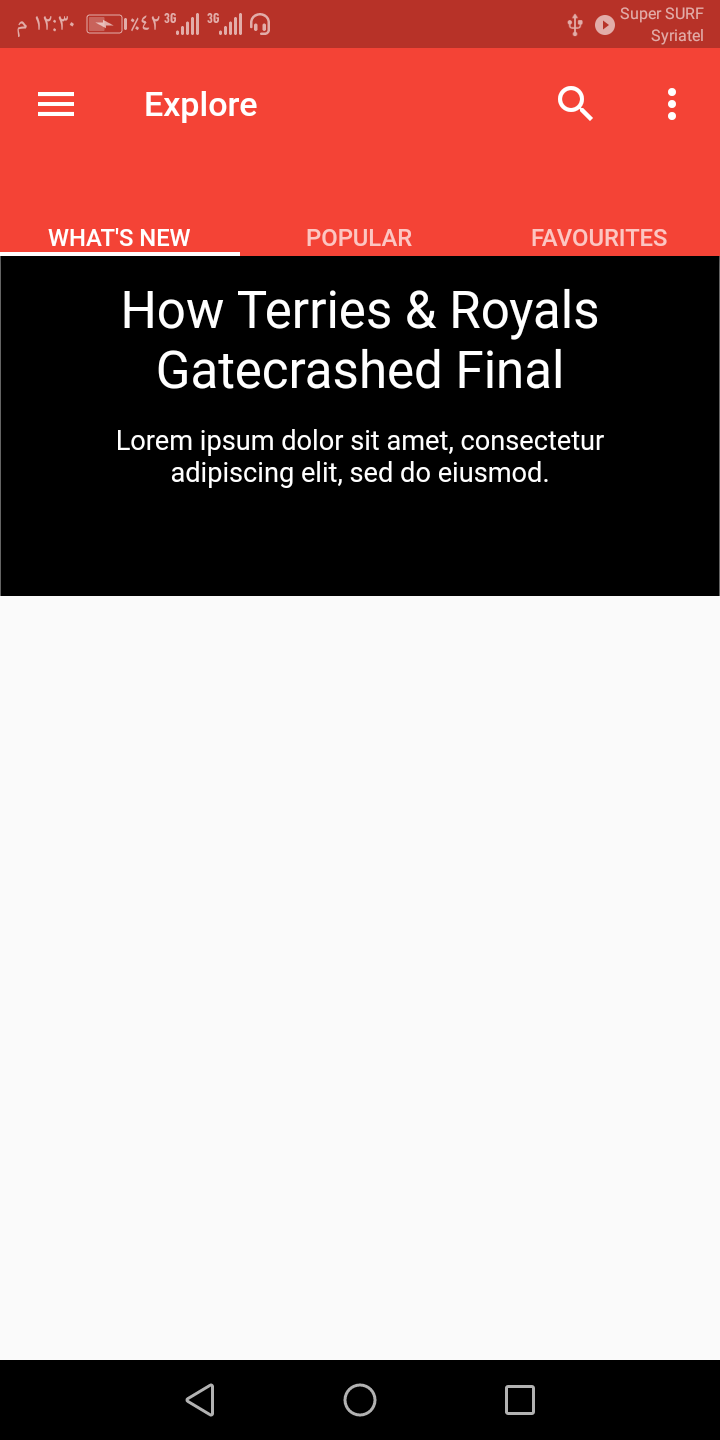 ١٢:٣٠ م ٪٤٢ 3G 3G Super SURF
Syriatel
Explore
WHAT'S NEW POPULAR FAVOURITES
How Terries & Royals
Gatecrashed Final
Lorem ipsum dolor sit amet, consectetur
adipiscing elit, sed do eiusmod.